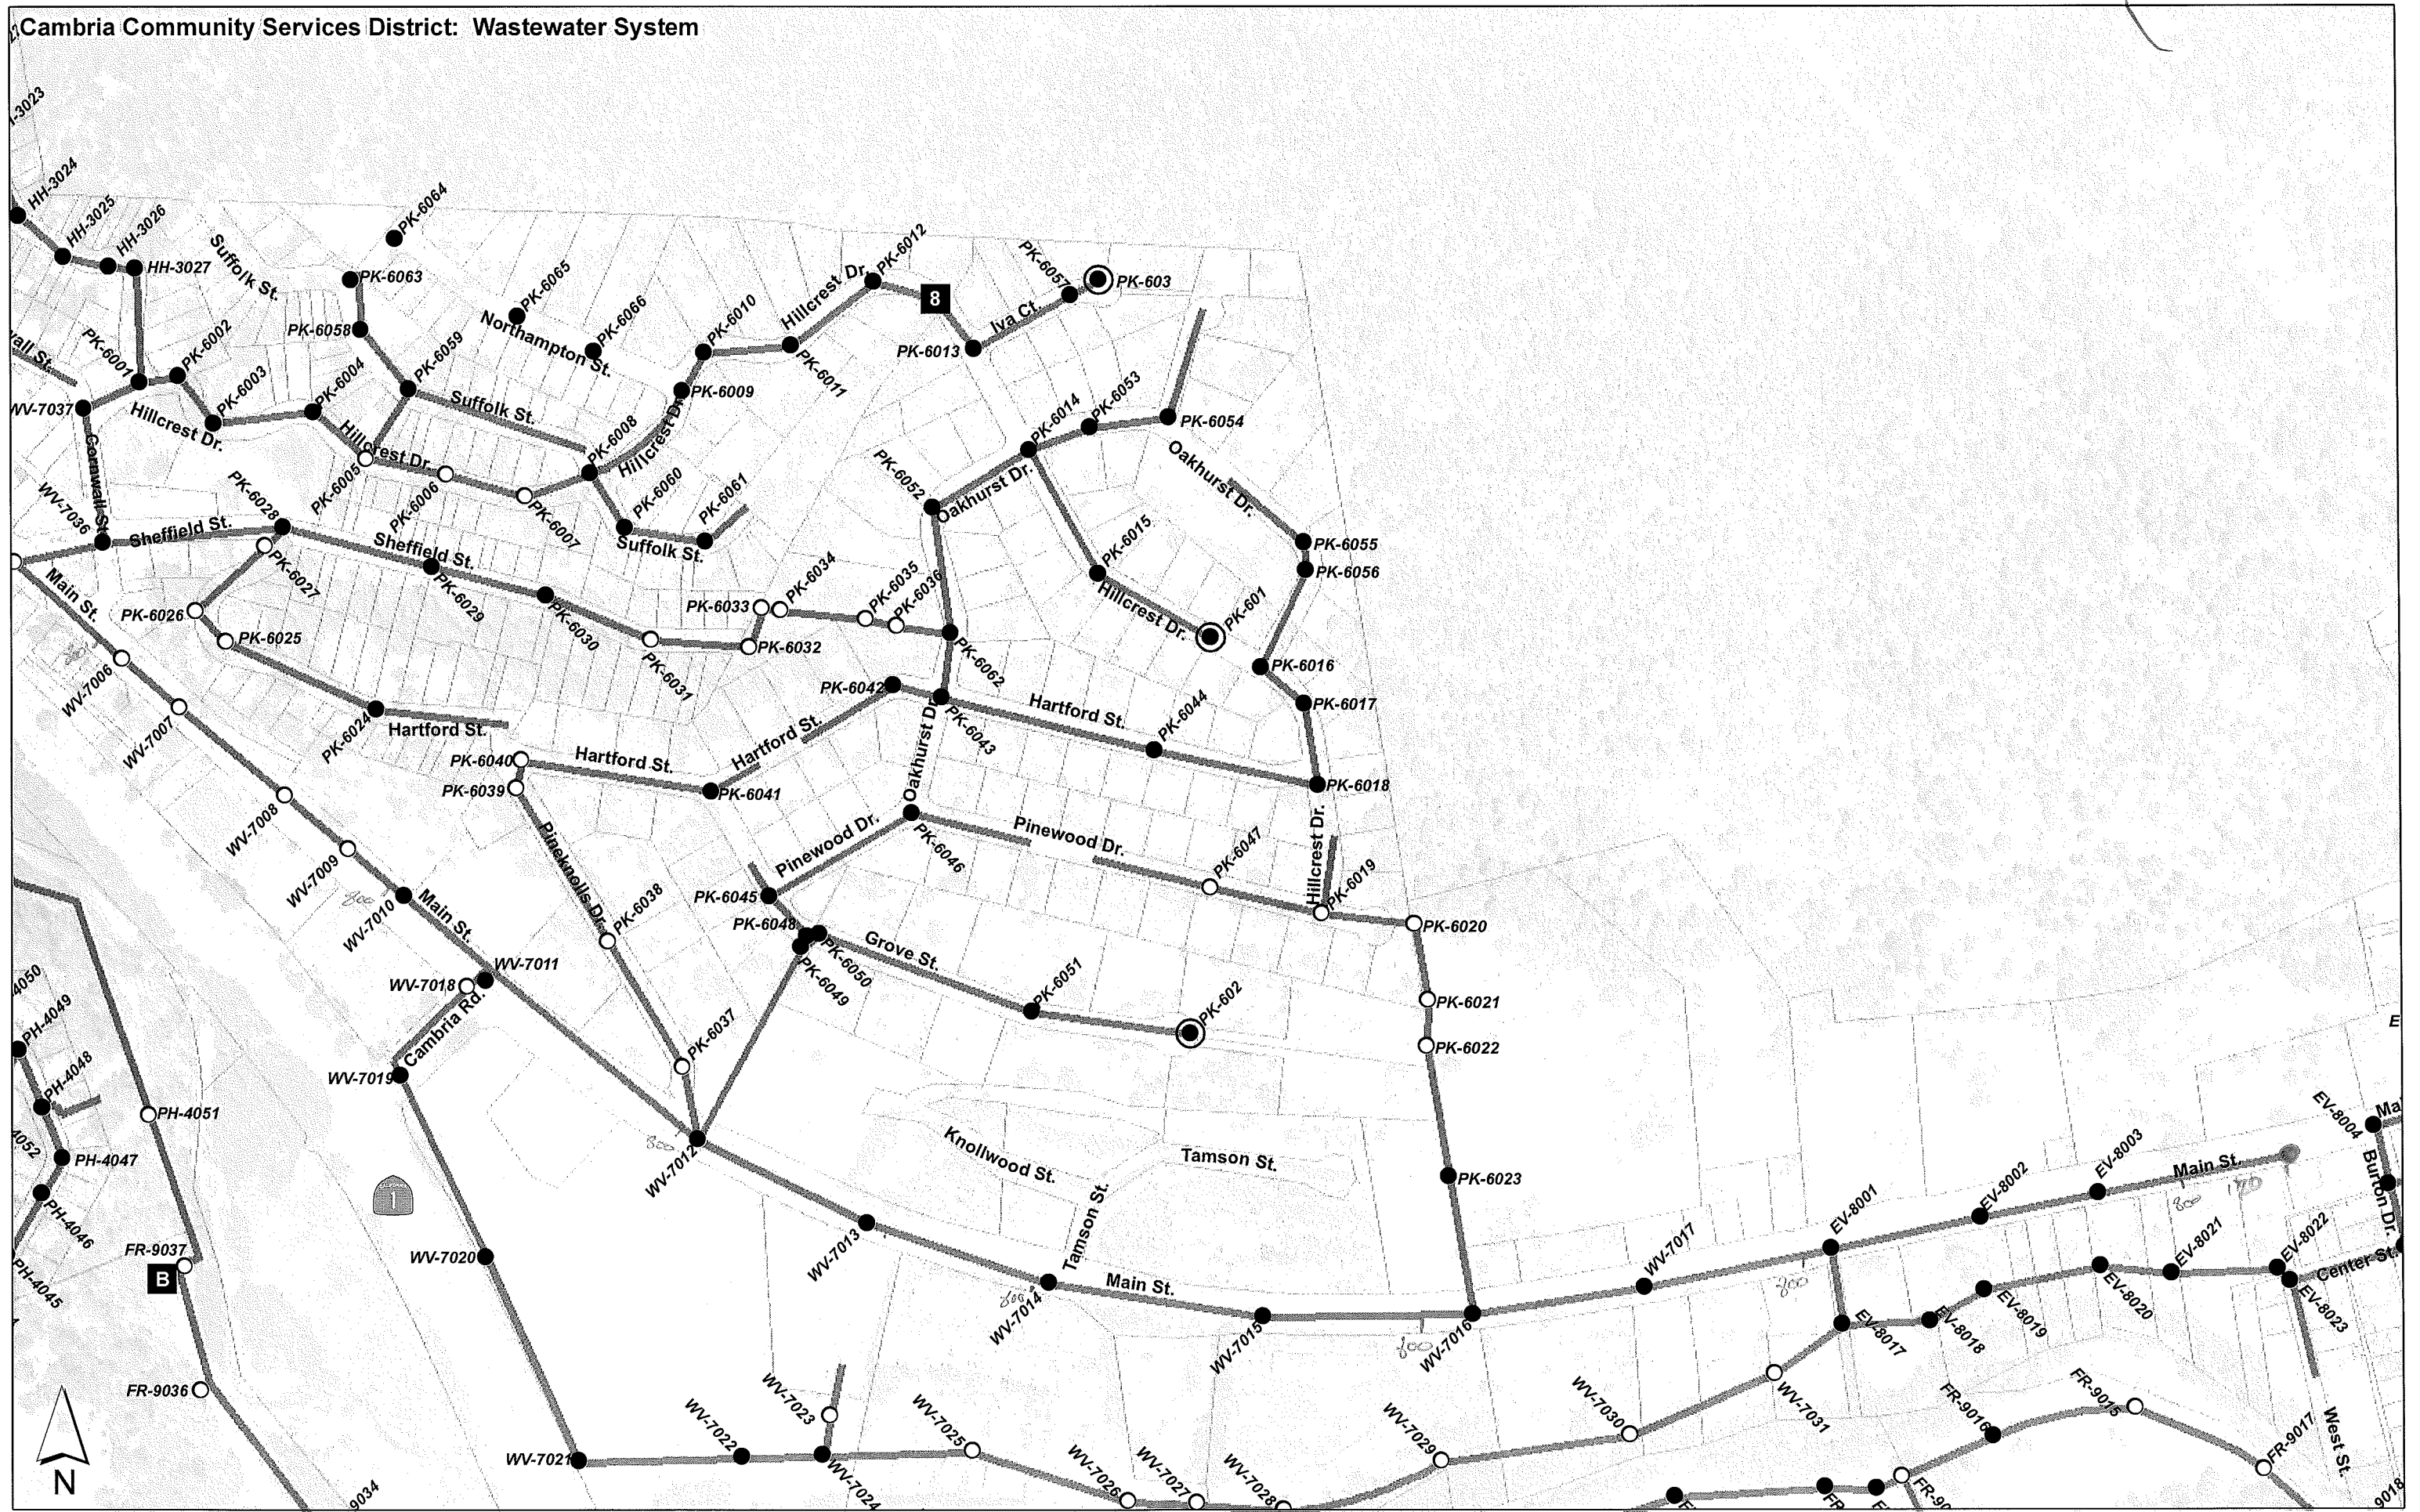 Cambria Community Services District: Wastewater System
HH-3024
HH-3025
HH-3026
HH-3027
Suffolk St.
PK-6064
PK-6063
PK-6058
PK-6065
PK-6066
Northampton St.
PK-6059
Suffolk St.
PK-6010
PK-6009
Hillcrest Dr.
PK-6012
PK-6011
8
PK-6013
Iva Ct.
PK-6057
PK-603
PK-6001
PK-6002
PK-6003
PK-6004
WV-7037
Hillcrest Dr.
Cornwall St.
Hillcrest Dr.
PK-6005
PK-6006
PK-6007
PK-6008
Hillcrest Dr.
PK-6060
PK-6061
Suffolk St.
PK-6014
PK-6053
PK-6054
PK-6052
Oakhurst Dr.
Oakhurst Dr.
PK-6015
Hillcrest Dr.
PK-601
PK-6055
PK-6056
PK-6016
PK-6017
PK-6018
WV-7036
Sheffield St.
PK-6028
PK-6027
PK-6026
PK-6025
Sheffield St.
PK-6029
PK-6030
PK-6031
PK-6032
PK-6033
PK-6034
PK-6035
PK-6036
PK-6062
Main St.
WV-7006
WV-7007
WV-7008
WV-7009
800
WV-7010
Main St.
PK-6024
Hartford St.
PK-6040
PK-6039
Hartford St.
PK-6041
Hartford St.
PK-6042
PK-6043
Hartford St.
PK-6044
Oakhurst Dr.
Pineknolls Dr.
PK-6038
PK-6037
Pinewood Dr.
PK-6045
PK-6046
Pinewood Dr.
PK-6047
Hillcrest Dr.
PK-6019
PK-6020
PK-6021
PK-6022
PK-6023
PK-6048
PK-6049
PK-6050
Grove St.
PK-6051
PK-602
WV-7011
WV-7018
Cambria Rd.
WV-7019
1
WV-7020
WV-7021
800
WV-7012
WV-7013
Knollwood St.
Tamson St.
Tamson St.
800
WV-7014
Main St.
WV-7015
800
WV-7016
WV-7017
EV-8001
EV-8002
EV-8003
Main St.
800
EV-8004
Burton Dr.
800
EV-8017
EV-8018
EV-8019
EV-8020
EV-8021
EV-8022
EV-8023
Center St.
West St.
4050
PH-4049
PH-4048
PH-4051
4052
PH-4047
PH-4046
PH-4045
FR-9037
B
FR-9036
N
9034
WV-7022
WV-7023
WV-7024
WV-7025
WV-7026
WV-7027
WV-7028
WV-7029
WV-7030
WV-7031
FR-9016
FR-9015
FR-9017
9018